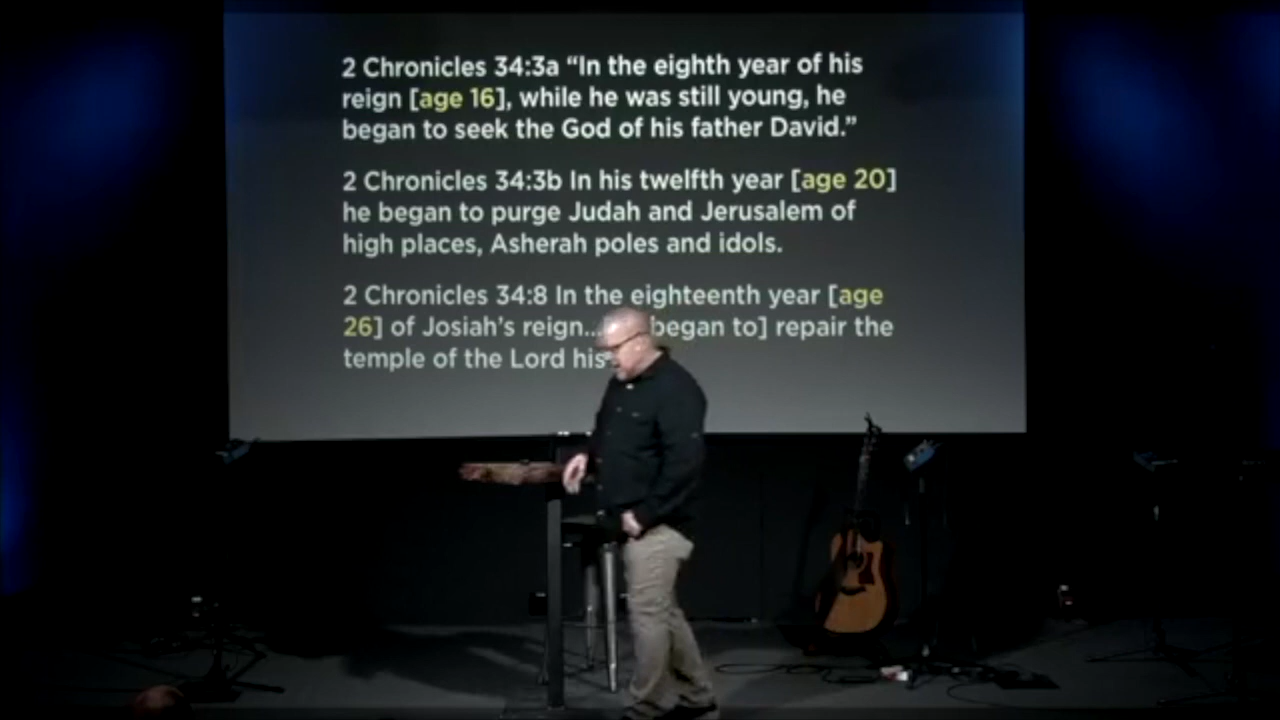 2 Chronicles 34:3a “In the eighth year of his
reign [age 16], while he was still young, he
began to seek the God of his father David.”
2 Chronicles 34:3b In his twelfth year [age 20]
he began to purge Judah and Jerusalem of
high places, Asherah poles and idols.
2 Chronicles 34:8 In the eighteenth year [age
26] of Josiah’s reign... began to] repair the
temple of the Lord his